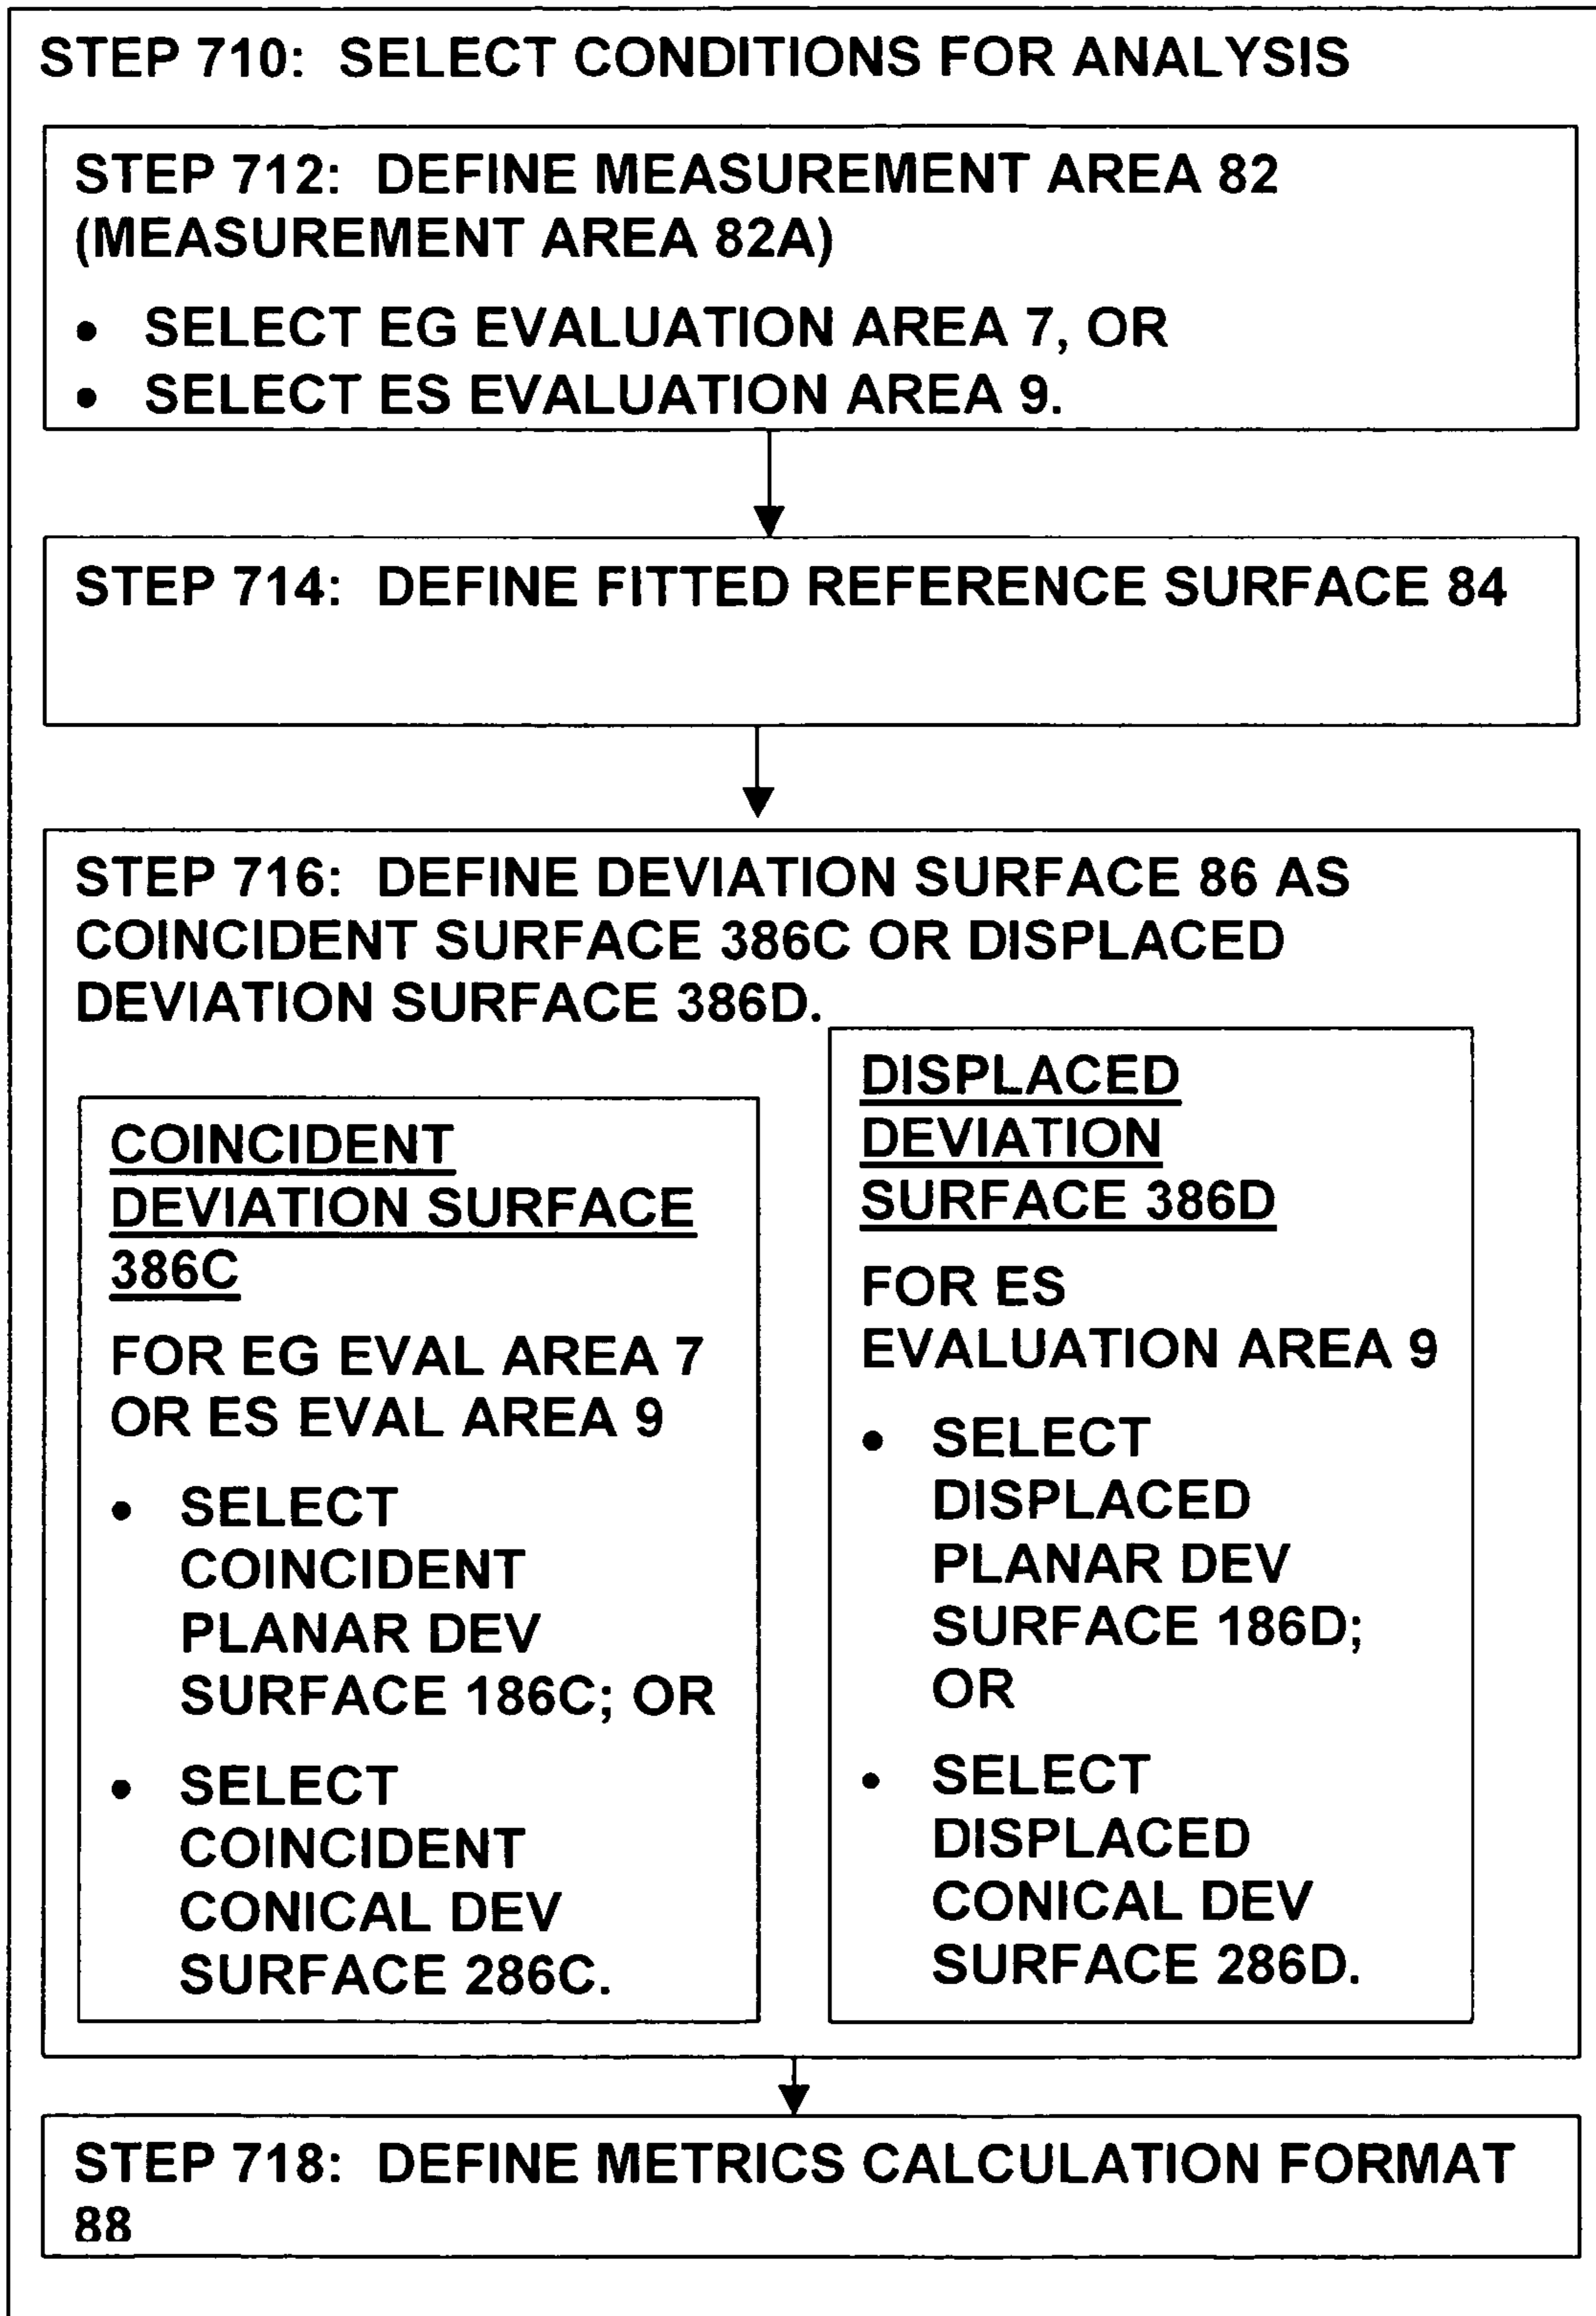 STEP 710: SELECT CONDITIONS FOR ANALYSIS
STEP 712: DEFINE MEASUREMENT AREA 82
(MEASUREMENT AREA 82A)
• SELECT EG EVALUATION AREA 7, OR
• SELECT ES EVALUATION AREA 9.
STEP 714: DEFINE FITTED REFERENCE SURFACE 84
STEP 716: DEFINE DEVIATION SURFACE 86 AS
COINCIDENT SURFACE 386C OR DISPLACED
DEVIATION SURFACE 386D.
COINCIDENT
DEVIATION SURFACE
386C
FOR EG EVAL AREA 7
OR ES EVAL AREA 9
• SELECT
COINCIDENT
PLANAR DEV
SURFACE 186C; OR
• SELECT
COINCIDENT
CONICAL DEV
SURFACE 286C.
DISPLACED
DEVIATION
SURFACE 386D
FOR ES
EVALUATION AREA 9
• SELECT
DISPLACED
PLANAR DEV
SURFACE 186D;
OR
• SELECT
DISPLACED
CONICAL DEV
SURFACE 286D.
STEP 718: DEFINE METRICS CALCULATION FORMAT
88